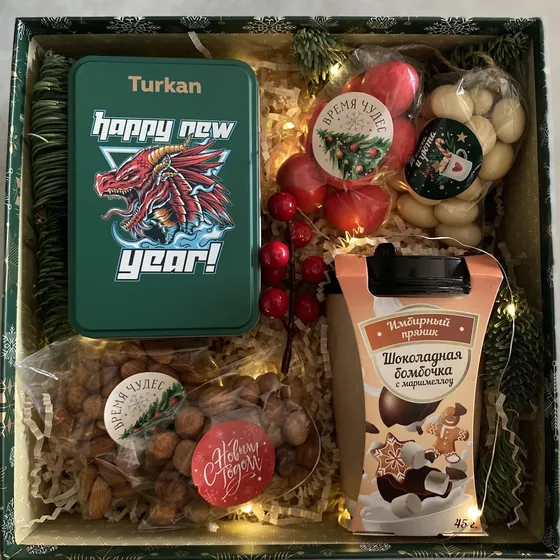 Turkan
happy new
year!
ВРЕМЯ ЧУДЕС
Имбирный
пряник
Шоколадная
бомбочка
с маршмеллоу
45 г.
ВРЕМЯ ЧУДЕС
С Новым
годом